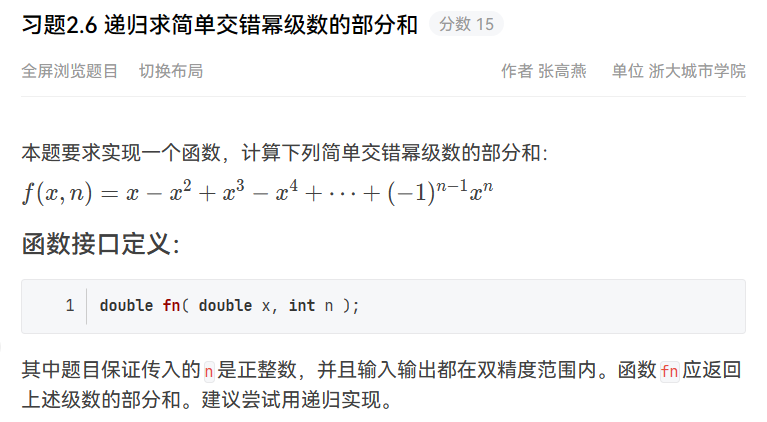 习题2.6 递归求简单交错幂级数的部分和 分数 15
全屏浏览题目 切换布局 作者 张高燕 单位 浙大城市学院
本题要求实现一个函数，计算下列简单交错幂级数的部分和：
f(x,n) = x − x² + x³ − x⁴ + ⋯ + (−1)ⁿ⁻¹xⁿ
函数接口定义：
1 double fn( double x, int n );
其中题目保证传入的n是正整数，并且输入输出都在双精度范围内。函数fn应返回
上述级数的部分和。建议尝试用递归实现。